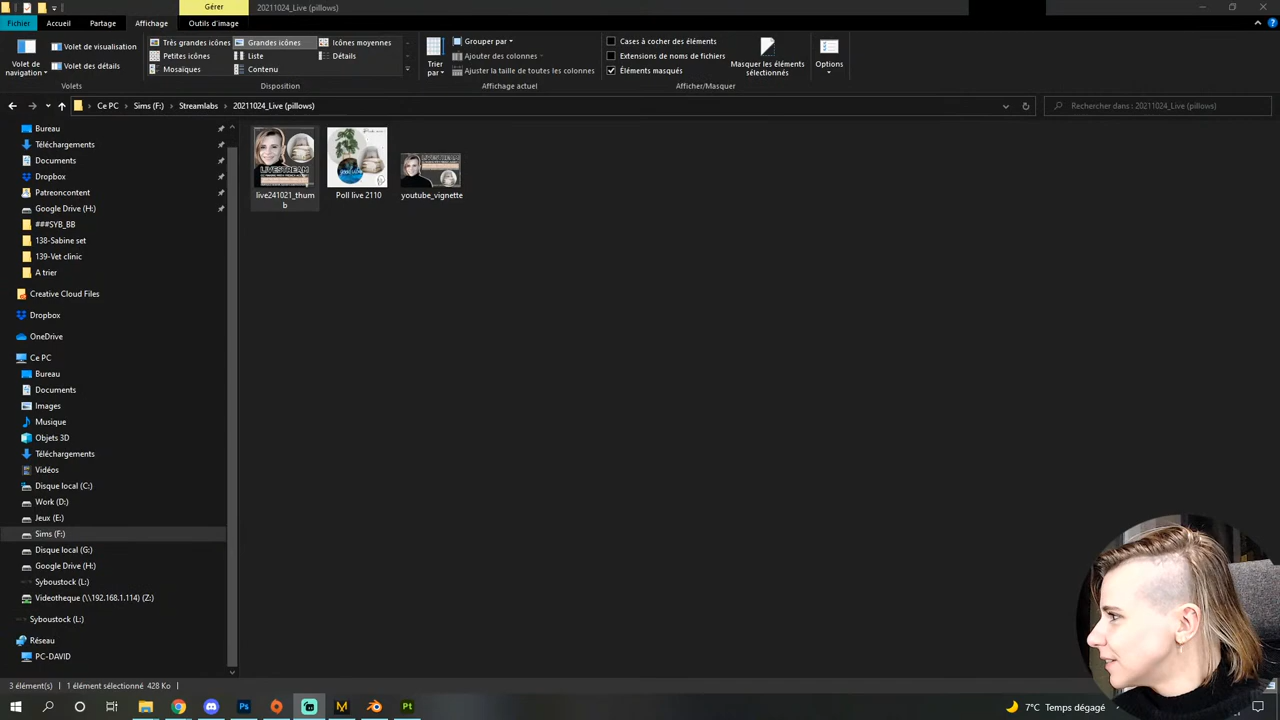 Gérer
20211024_Live (pillows)
Fichier
Accueil
Partage
Affichage
Outils d'image
Volet de navigation
Volet de visualisation
Volet des détails
Volets
Très grandes icônes
Grandes icônes
Icônes moyennes
Petites icônes
Liste
Détails
Mosaïques
Contenu
Disposition
Trier par
Grouper par
Ajouter des colonnes
Ajuster la taille de toutes les colonnes
Affichage actuel
Cases à cocher des éléments
Extensions de noms de fichiers
Éléments masqués
Masquer les éléments sélectionnés
Afficher/Masquer
Options
Ce PC > Sims (F:) > Streamlabs > 20211024_Live (pillows)
Rechercher dans : 20211024_Live (pillows)
Bureau
Téléchargements
Documents
Dropbox
Patreoncontent
Google Drive (H:)
###SYB_BB
138-Sabine set
139-Vet clinic
A trier
Creative Cloud Files
Dropbox
OneDrive
Ce PC
Bureau
Documents
Images
Musique
Objets 3D
Téléchargements
Vidéos
Disque local (C:)
Work (D:)
Jeux (E:)
Sims (F:)
Disque local (G:)
Google Drive (H:)
Syboustock (L:)
Videotheque (\\192.168.1.114) (Z:)
Syboustock (L:)
Réseau
PC-DAVID
LIVESTREAM
live241021_thumb
Poll live 2110
LIVESTREAM
youtube_vignette
3 élément(s)
1 élément sélectionné 428 Ko
Ps
M
Pt
7°C Temps dégagé